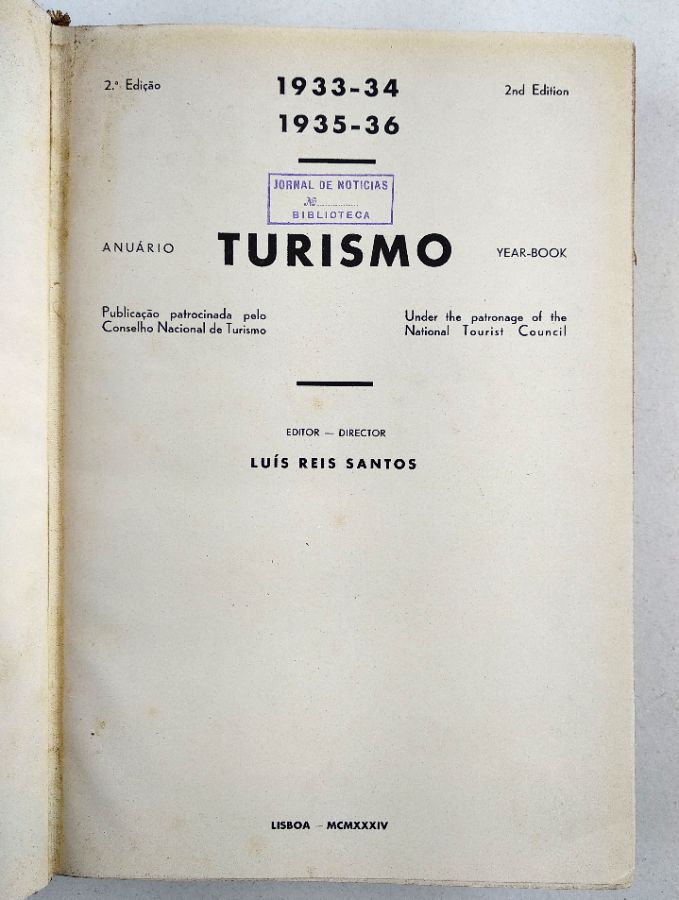 2.ª Edição
1933-34
2nd Edition
1935-36
JORNAL DE NOTICIAS
Nº
BIBLIOTECA
ANUÁRIO
TURISMO
YEAR-BOOK
Publicação patrocinada pelo
Conselho Nacional de Turismo
Under the patronage of the
National Tourist Council
EDITOR — DIRECTOR
LUÍS REIS SANTOS
LISBOA — MCMXXXIV